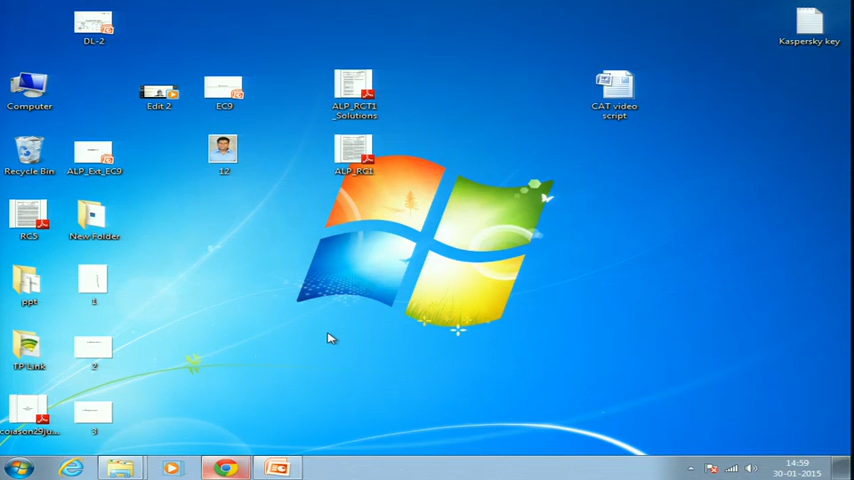 DL-2
Kaspersky key
Computer
Edit 2
EC9
ALP_RCT1
_Solutions
CAT video
script
Recycle Bin
ALP_Ext_EC9
12
ALP_RC1
RC5
New Folder
ppt
1
TP Link
2
3
14:59
30-01-2015